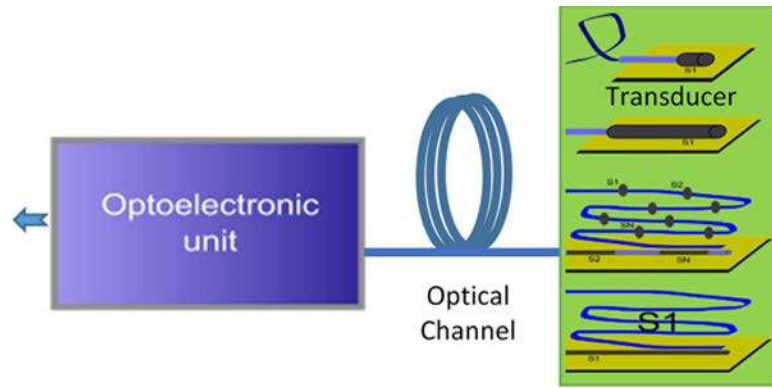 S1
Transducer
S1
Optoelectronic
unit
S1
S2
SN
S2
SN
Optical
Channel
S1
S1